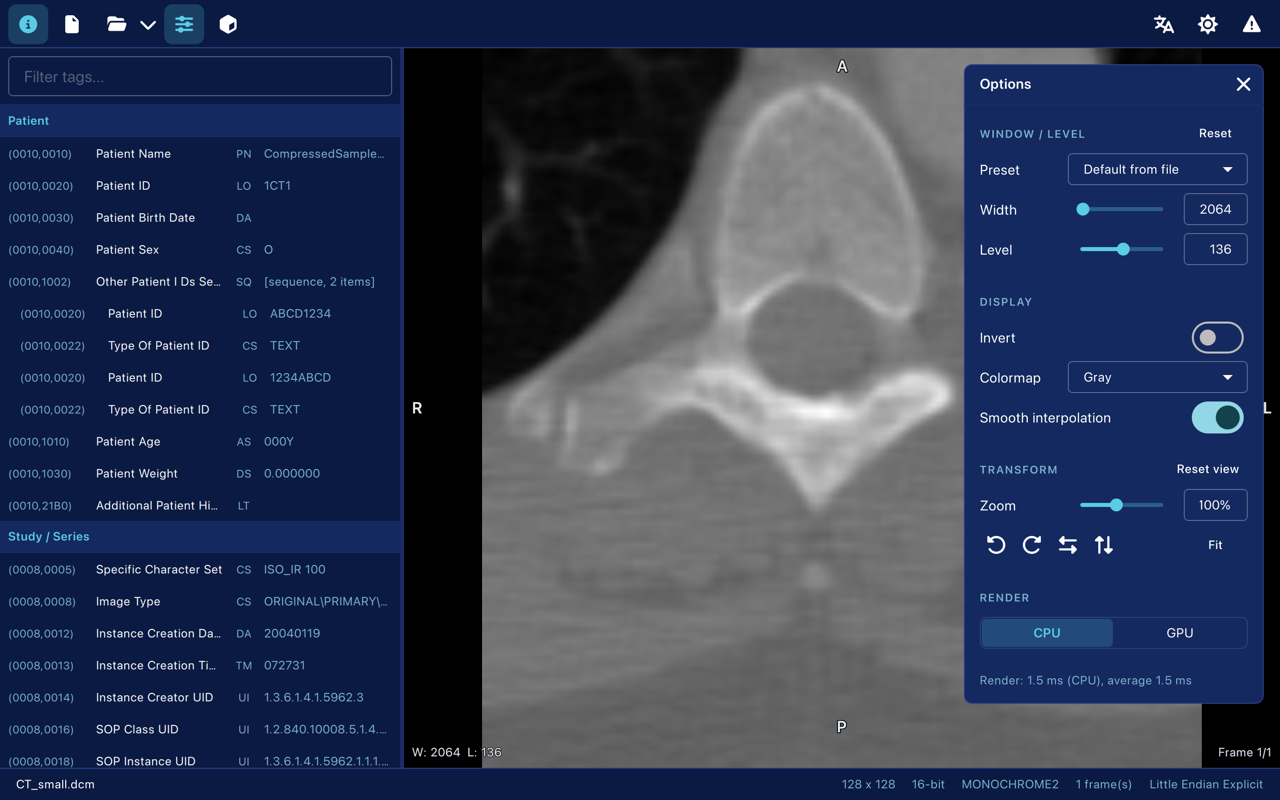 Filter tags...
Patient
(0010,0010) Patient Name PN CompressedSample...
(0010,0020) Patient ID LO 1CT1
(0010,0030) Patient Birth Date DA
(0010,0040) Patient Sex CS O
(0010,1002) Other Patient I Ds Se... SQ [sequence, 2 items]
(0010,0020) Patient ID LO ABCD1234
(0010,0022) Type Of Patient ID CS TEXT
(0010,0020) Patient ID LO 1234ABCD
(0010,0022) Type Of Patient ID CS TEXT
(0010,1010) Patient Age AS 000Y
(0010,1030) Patient Weight DS 0.000000
(0010,21B0) Additional Patient Hi... LT
Study / Series
(0008,0005) Specific Character Set CS ISO_IR 100
(0008,0008) Image Type CS ORIGINAL\PRIMARY\...
(0008,0012) Instance Creation Da... DA 20040119
(0008,0013) Instance Creation Ti... TM 072731
(0008,0014) Instance Creator UID UI 1.3.6.1.4.1.5962.3
(0008,0016) SOP Class UID UI 1.2.840.10008.5.1.4....
(0008,0018) SOP Instance UID UI 1.3.6.1.4.1.5962.1.1.1....
A
R
L
P
W: 2064 L: 136
Frame 1/1
Options
WINDOW / LEVEL Reset
Preset Default from file
Width 2064
Level 136
DISPLAY
Invert
Colormap Gray
Smooth interpolation
TRANSFORM Reset view
Zoom 100%
Fit
RENDER
CPU GPU
Render: 1.5 ms (CPU), average 1.5 ms
CT_small.dcm
128 x 128 16-bit MONOCHROME2 1 frame(s) Little Endian Explicit